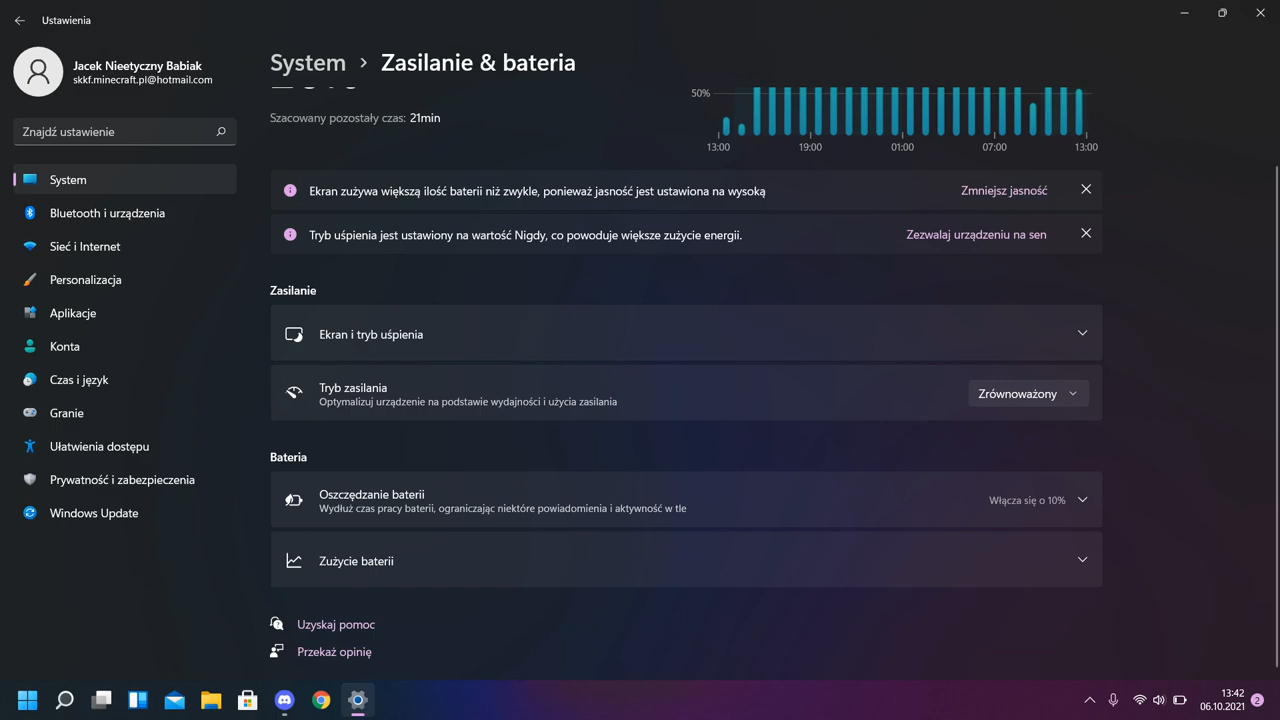 Ustawienia
Jacek Nieetyczny Babiak
skkf.minecraft.pl@hotmail.com
Znajdź ustawienie
System
Bluetooth i urządzenia
Sieć i Internet
Personalizacja
Aplikacje
Konta
Czas i język
Granie
Ułatwienia dostępu
Prywatność i zabezpieczenia
Windows Update
System > Zasilanie & bateria
Szacowany pozostały czas: 21min
50%
13:00 19:00 01:00 07:00 13:00
Ekran zużywa większą ilość baterii niż zwykle, ponieważ jasność jest ustawiona na wysoką
Zmniejsz jasność
Tryb uśpienia jest ustawiony na wartość Nigdy, co powoduje większe zużycie energii.
Zezwalaj urządzeniu na sen
Zasilanie
Ekran i tryb uśpienia
Tryb zasilania
Optymalizuj urządzenie na podstawie wydajności i użycia zasilania
Zrównoważony
Bateria
Oszczędzanie baterii
Wydłuż czas pracy baterii, ograniczając niektóre powiadomienia i aktywność w tle
Włącza się o 10%
Zużycie baterii
Uzyskaj pomoc
Przekaż opinię
13:42
06.10.2021
2